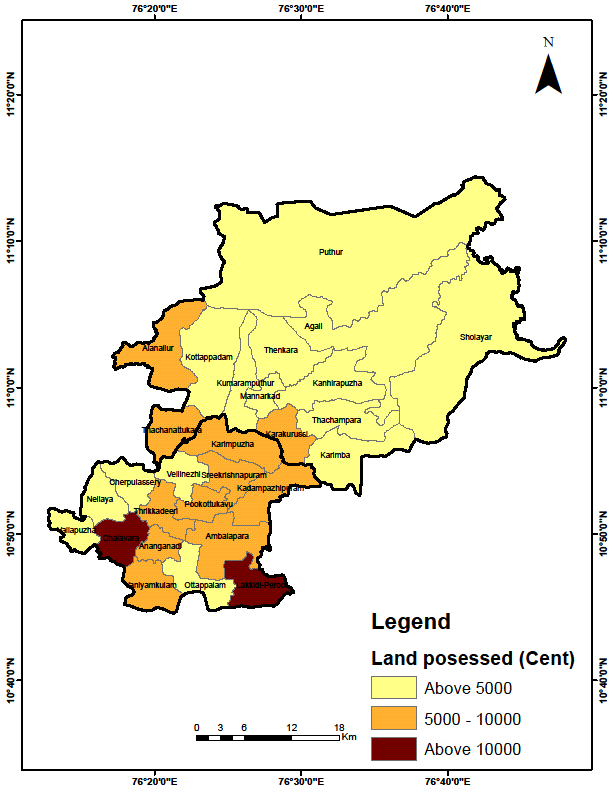 76°20'0"E 76°30'0"E 76°40'0"E
N
11°20'0"N 11°20'0"N
11°10'0"N 11°10'0"N
Puthur
Agali
Sholayar
Alanallur
Thenkara
Kottappadam
Kumaramputhur Kanhirapuzha
Mannarkad
11°0'0"N 11°0'0"N
Thachampara
Thachanattukara Karakurussi
Karimpuzha
Karimba
Vellinezhi Sreekrishnapuram
Cherpulassery
Kadampazhipuram
Nellaya
Pookottukavu
Thrikkadeeri
Vallapuzha
10°50'0"N 10°50'0"N
Chalavara Ambalapara
Ananganadi
Vaniyamkulam Ottappalam Lakkidi-Perur
Legend
Land posessed (Cent)
Above 5000
5000 - 10000
Above 10000
10°40'0"N 10°40'0"N
0 3 6 12 18
Km
76°20'0"E 76°30'0"E 76°40'0"E